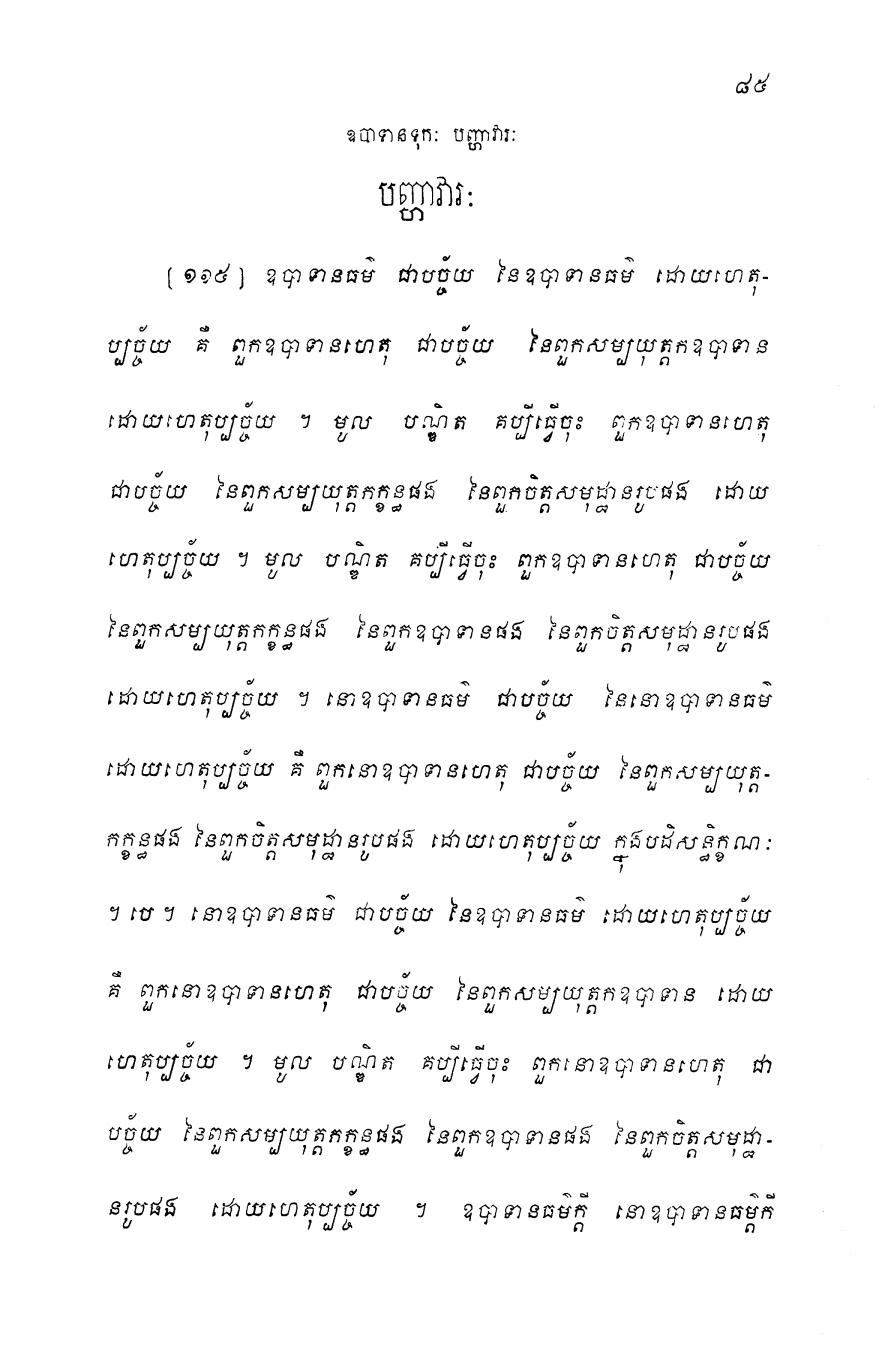 ៨៥
ឧបាទានទុកៈ បញ្ហាវារៈ
បញ្ហាវារៈ
[១១៥] ឧបាទានធម៌ ជាបច្ច័យ នៃឧបាទានធម៌ ដោយហេតុ-
ប្បច្ច័យ គឺ ពួកឧបាទានហេតុ ជាបច្ច័យ នៃពួកសម្បយុត្តកឧបាទាន
ដោយហេតុប្បច្ច័យ ។ មូល បណ្ឌិត គប្បីធ្វើចុះ ពួកឧបាទានហេតុ
ជាបច្ច័យ នៃពួកសម្បយុត្តកក្ខន្ធផង នៃពួកចិត្តសមុដ្ឋានរូបផង ដោយ
ហេតុប្បច្ច័យ ។ មូល បណ្ឌិត គប្បីធ្វើចុះ ពួកឧបាទានហេតុ ជាបច្ច័យ
នៃពួកសម្បយុត្តកក្ខន្ធផង នៃពួកឧបាទានផង នៃពួកចិត្តសមុដ្ឋានរូបផង
ដោយហេតុប្បច្ច័យ ។ នោឧបាទានធម៌ ជាបច្ច័យ នៃនោឧបាទានធម៌
ដោយហេតុប្បច្ច័យ គឺ ពួកនោឧបាទានហេតុ ជាបច្ច័យ នៃពួកសម្បយុត្ត-
កក្ខន្ធផង នៃពួកចិត្តសមុដ្ឋានរូបផង ដោយហេតុប្បច្ច័យ ក្នុងបដិសន្ធិក្ខណៈ
។ បេ ។ នោឧបាទានធម៌ ជាបច្ច័យ នៃឧបាទានធម៌ ដោយហេតុប្បច្ច័យ
គឺ ពួកនោឧបាទានហេតុ ជាបច្ច័យ នៃពួកសម្បយុត្តកឧបាទាន ដោយ
ហេតុប្បច្ច័យ ។ មូល បណ្ឌិត គប្បីធ្វើចុះ ពួកនោឧបាទានហេតុ ជា
បច្ច័យ នៃពួកសម្បយុត្តកក្ខន្ធផង នៃពួកឧបាទានផង នៃពួកចិត្តសមុដ្ឋា-
នរូបផង ដោយហេតុប្បច្ច័យ ។ ឧបាទានធម៌ក្តី នោឧបាទានធម៌្តកី